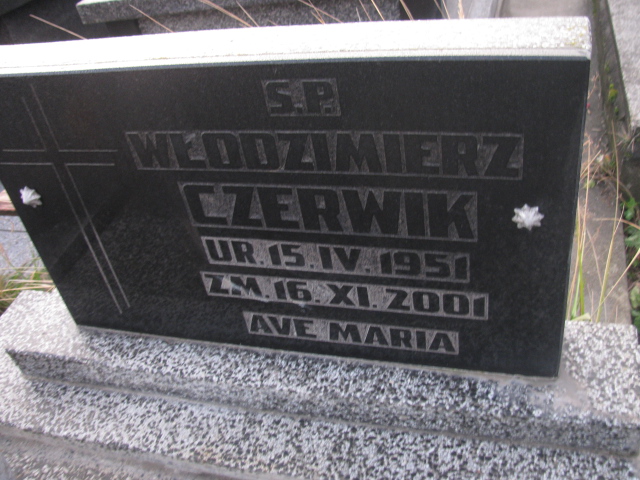 Ś.P.
WŁODZIMIERZ
CZERWIK
UR. 15. IV. 1951
ZM. 16. XI. 2001
AVE MARIA